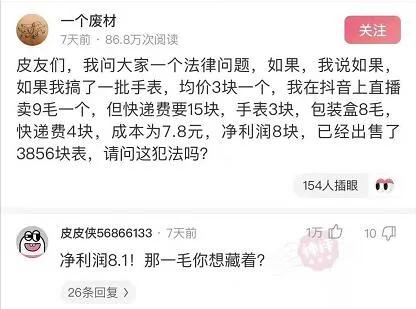 一个废材
7天前 · 86.8万次阅读
关注
皮友们，我问大家一个法律问题，如果，我说如果，
如果我搞了一批手表，均价3块一个，我在抖音上直播
卖9毛一个，但快递费要15块，手表3块，包装盒8毛，
快递费4块，成本为7.8元，净利润8块，已经出售了
3856块表，请问这犯法吗？
154人插眼
皮皮侠56866133 · 7天前
1万
10
神评
净利润8.1！那一毛你想藏着？
26条回复 >